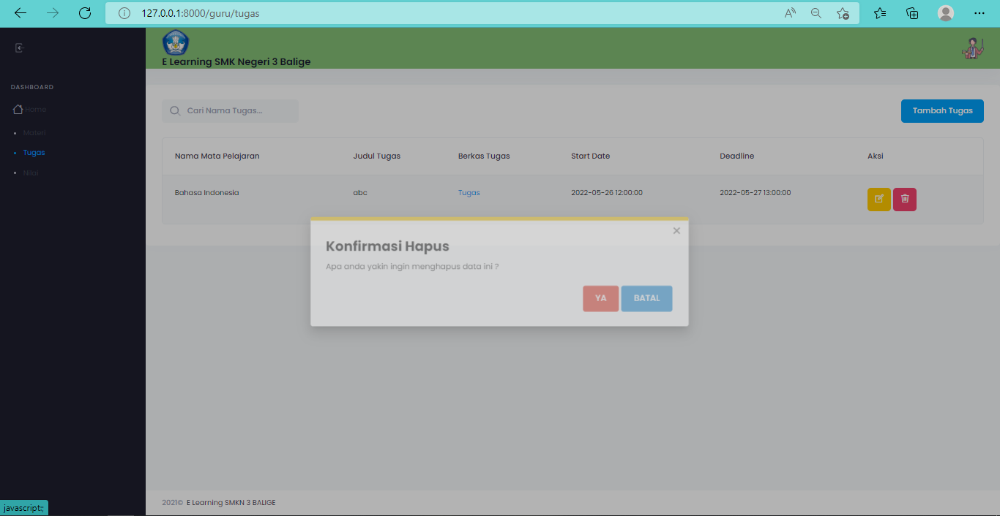 127.0.0.1:8000/guru/tugas
E Learning SMK Negeri 3 Balige
DASHBOARD
Home
Materi
Tugas
Nilai
Cari Nama Tugas...
Tambah Tugas
Nama Mata Pelajaran Judul Tugas Berkas Tugas Start Date Deadline Aksi
Bahasa Indonesia abc Tugas 2022-05-26 12:00:00 2022-05-27 13:00:00
Konfirmasi Hapus
Apa anda yakin ingin menghapus data ini ?
YA BATAL
2021© E Learning SMKN 3 BALIGE
javascript:;